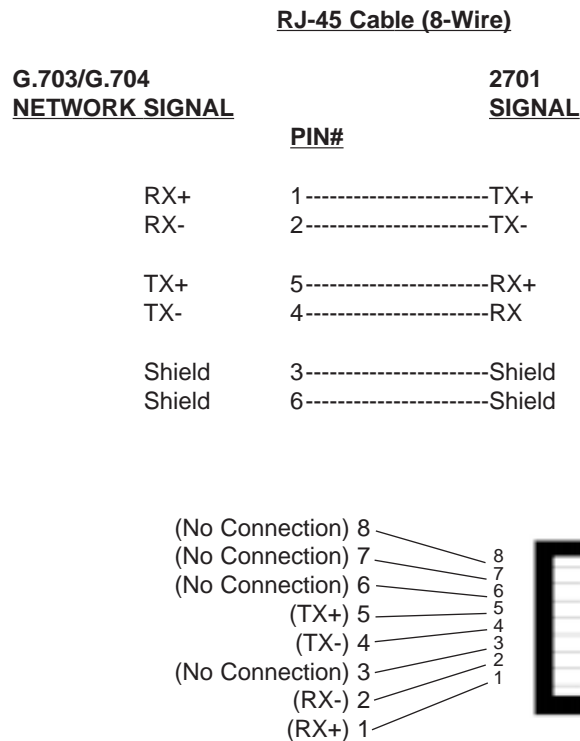 RJ-45 Cable (8-Wire)
G.703/G.704 2701
NETWORK SIGNAL SIGNAL
PIN#
RX+ 1-----------------------TX+
RX- 2-----------------------TX-
TX+ 5-----------------------RX+
TX- 4-----------------------RX
Shield 3-----------------------Shield
Shield 6-----------------------Shield
(No Connection) 8 8
(No Connection) 7 7
(No Connection) 6 6
(TX+) 5 5
(TX-) 4 4
(No Connection) 3 3
(RX-) 2 2
(RX+) 1 1